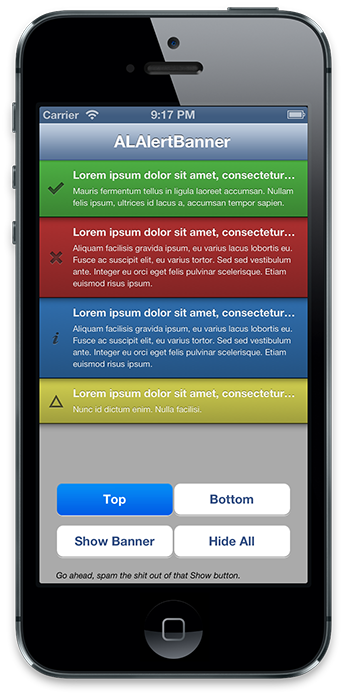 Carrier 9:17 PM
ALAlertBanner
Lorem ipsum dolor sit amet, consectetur...
Mauris fermentum tellus in ligula laoreet accumsan. Nullam
felis ipsum, ultrices id lacus a, accumsan tempor sapien.
Lorem ipsum dolor sit amet, consectetur...
Aliquam facilisis gravida ipsum, eu varius lacus lobortis eu.
Fusce ac suscipit elit, eu varius tortor. Sed sed vestibulum
ante. Integer eu orci eget felis pulvinar scelerisque. Etiam
euismod risus ipsum.
Lorem ipsum dolor sit amet, consectetur...
Aliquam facilisis gravida ipsum, eu varius lacus lobortis eu.
Fusce ac suscipit elit, eu varius tortor. Sed sed vestibulum
ante. Integer eu orci eget felis pulvinar scelerisque. Etiam
euismod risus ipsum.
Lorem ipsum dolor sit amet, consectetur...
Nunc id dictum enim. Nulla facilisi.
Top Bottom
Show Banner Hide All
Go ahead, spam the shit out of that Show button.